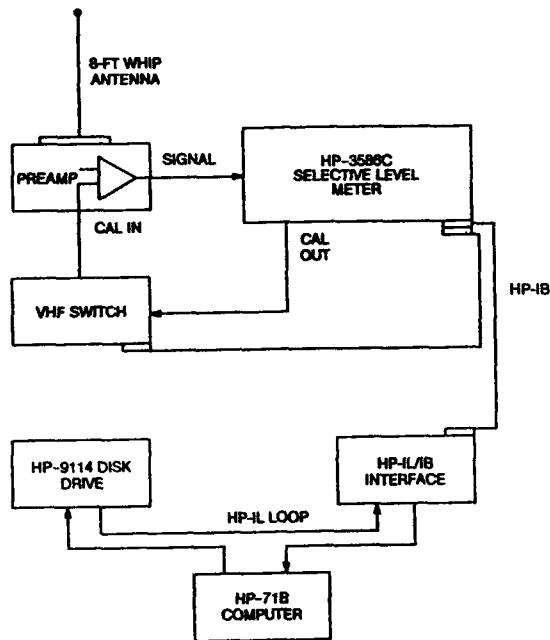 8-FT WHIP
ANTENNA
PREAMP
SIGNAL
HP-3586C
SELECTIVE LEVEL
METER
CAL IN
CAL
OUT
HP-IB
VHF SWITCH
HP-9114 DISK
DRIVE
HP-IL/IB
INTERFACE
HP-IL LOOP
HP-71B
COMPUTER